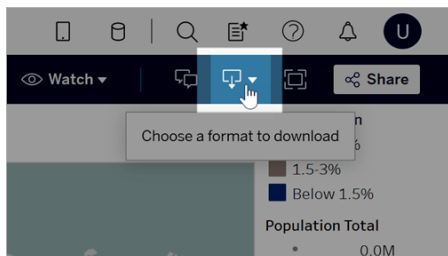 U
Watch
Share
Choose a format to download
n
%
1.5-3%
Below 1.5%
Population Total
0.0M